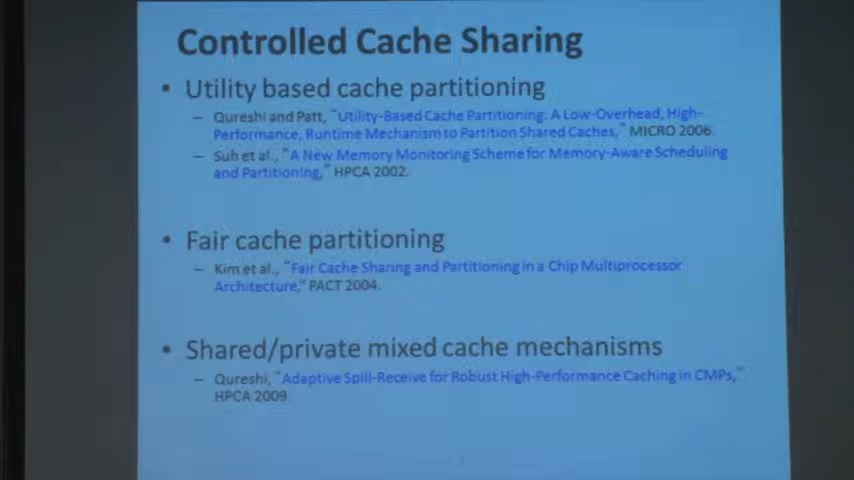 Controlled Cache Sharing
• Utility based cache partitioning
– Qureshi and Patt, "Utility-Based Cache Partitioning: A Low-Overhead, High-
Performance, Runtime Mechanism to Partition Shared Caches," MICRO 2006.
– Suh et al., "A New Memory Monitoring Scheme for Memory-Aware Scheduling
and Partitioning," HPCA 2002.
• Fair cache partitioning
– Kim et al., "Fair Cache Sharing and Partitioning in a Chip Multiprocessor
Architecture," PACT 2004.
• Shared/private mixed cache mechanisms
– Qureshi, "Adaptive Spill-Receive for Robust High-Performance Caching in CMPs,"
HPCA 2009.